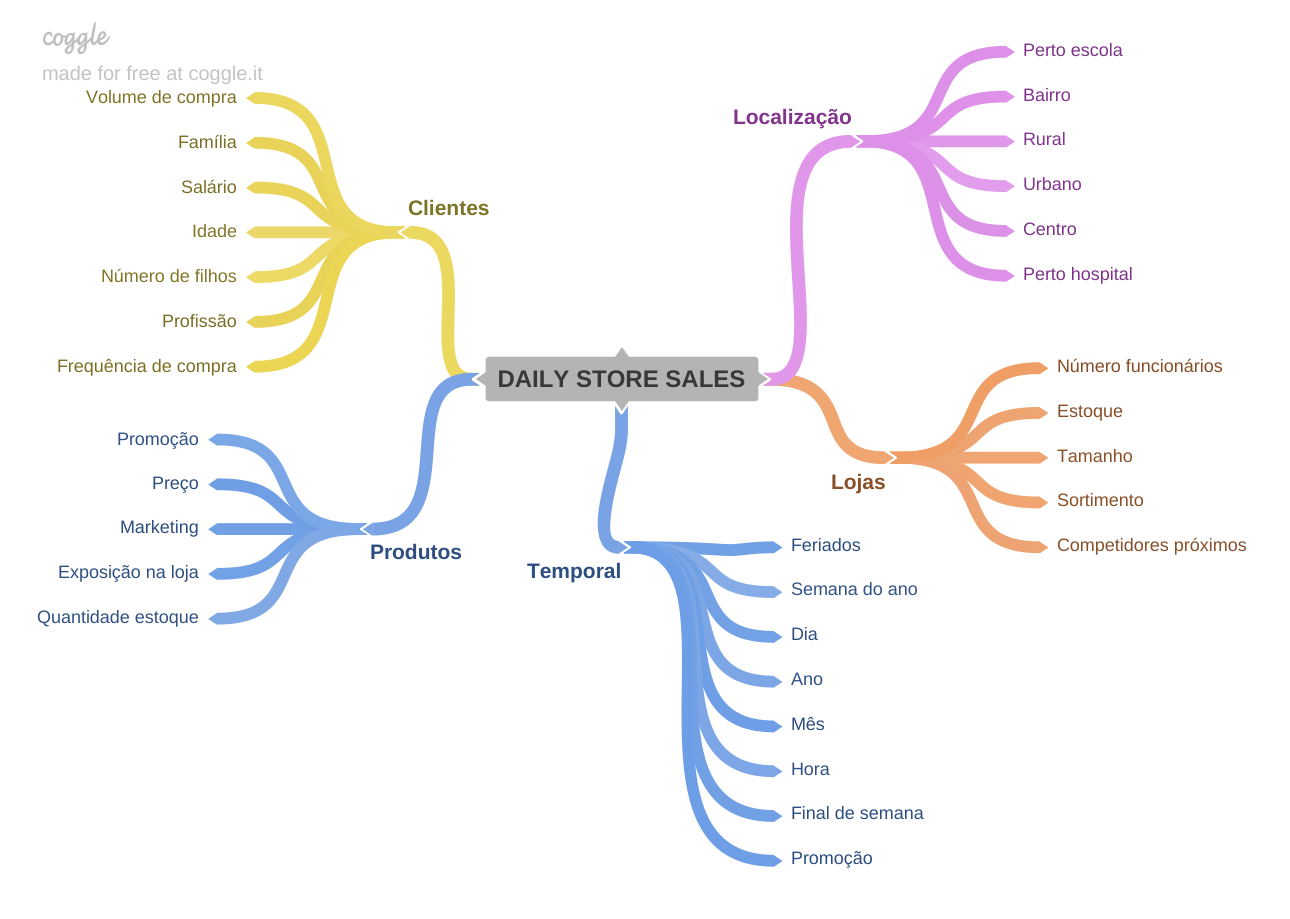 coggle
made for free at coggle.it
Volume de compra
Família
Salário
Idade
Número de filhos
Profissão
Frequência de compra
Clientes
Promoção
Preço
Marketing
Exposição na loja
Quantidade estoque
Produtos
DAILY STORE SALES
Localização
Perto escola
Bairro
Rural
Urbano
Centro
Perto hospital
Lojas
Número funcionários
Estoque
Tamanho
Sortimento
Competidores próximos
Temporal
Feriados
Semana do ano
Dia
Ano
Mês
Hora
Final de semana
Promoção